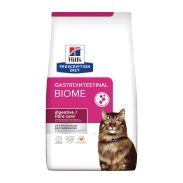 Hill's
PRESCRIPTION
DIET
GASTROINTESTINAL
BIOME
digestive /
fibre care